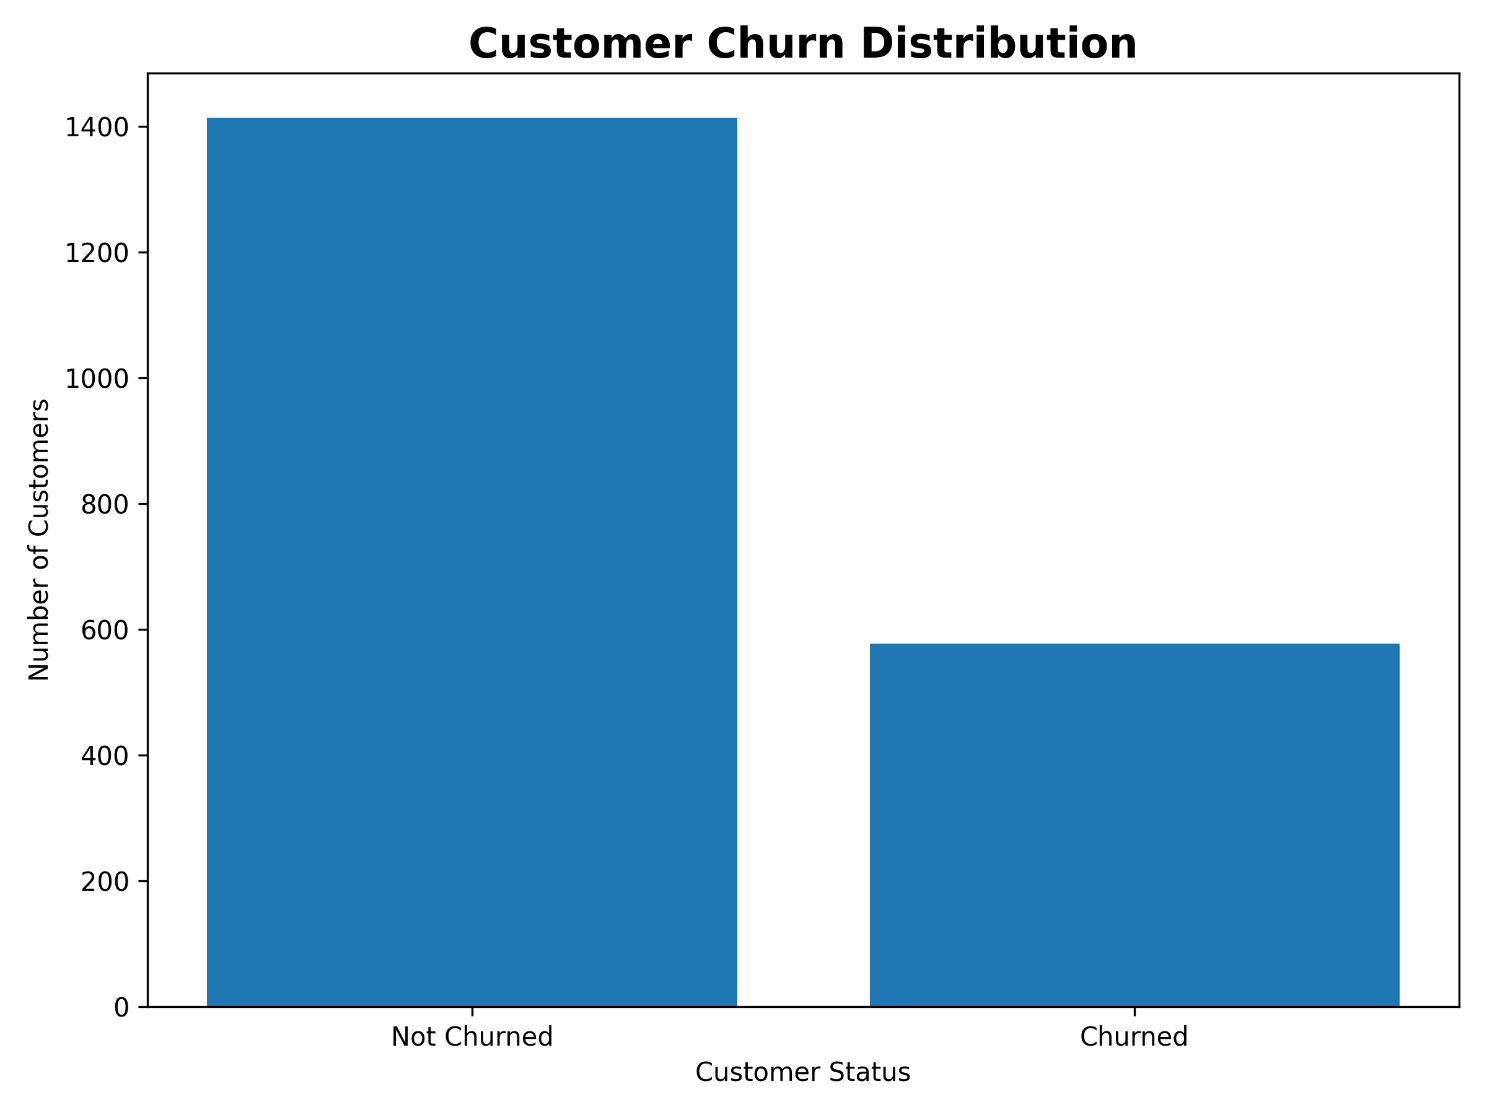 Customer Churn Distribution
Number of Customers
1400
1200
1000
800
600
400
200
0
Not Churned
Churned
Customer Status